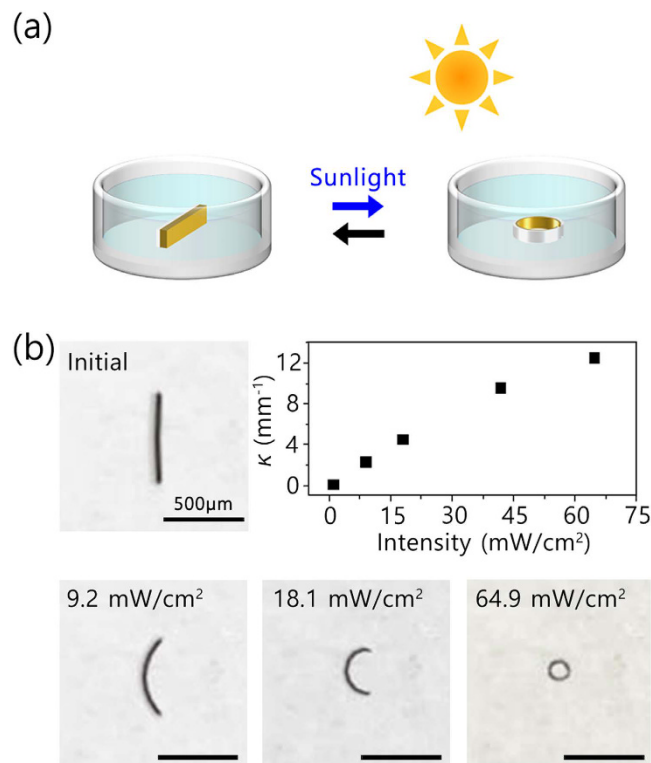 (a)
Sunlight
(b)
Initial
500μm
κ (mm⁻¹)
12
8
4
0
0 15 30 45 60 75
Intensity (mW/cm²)
9.2 mW/cm²
18.1 mW/cm²
64.9 mW/cm²